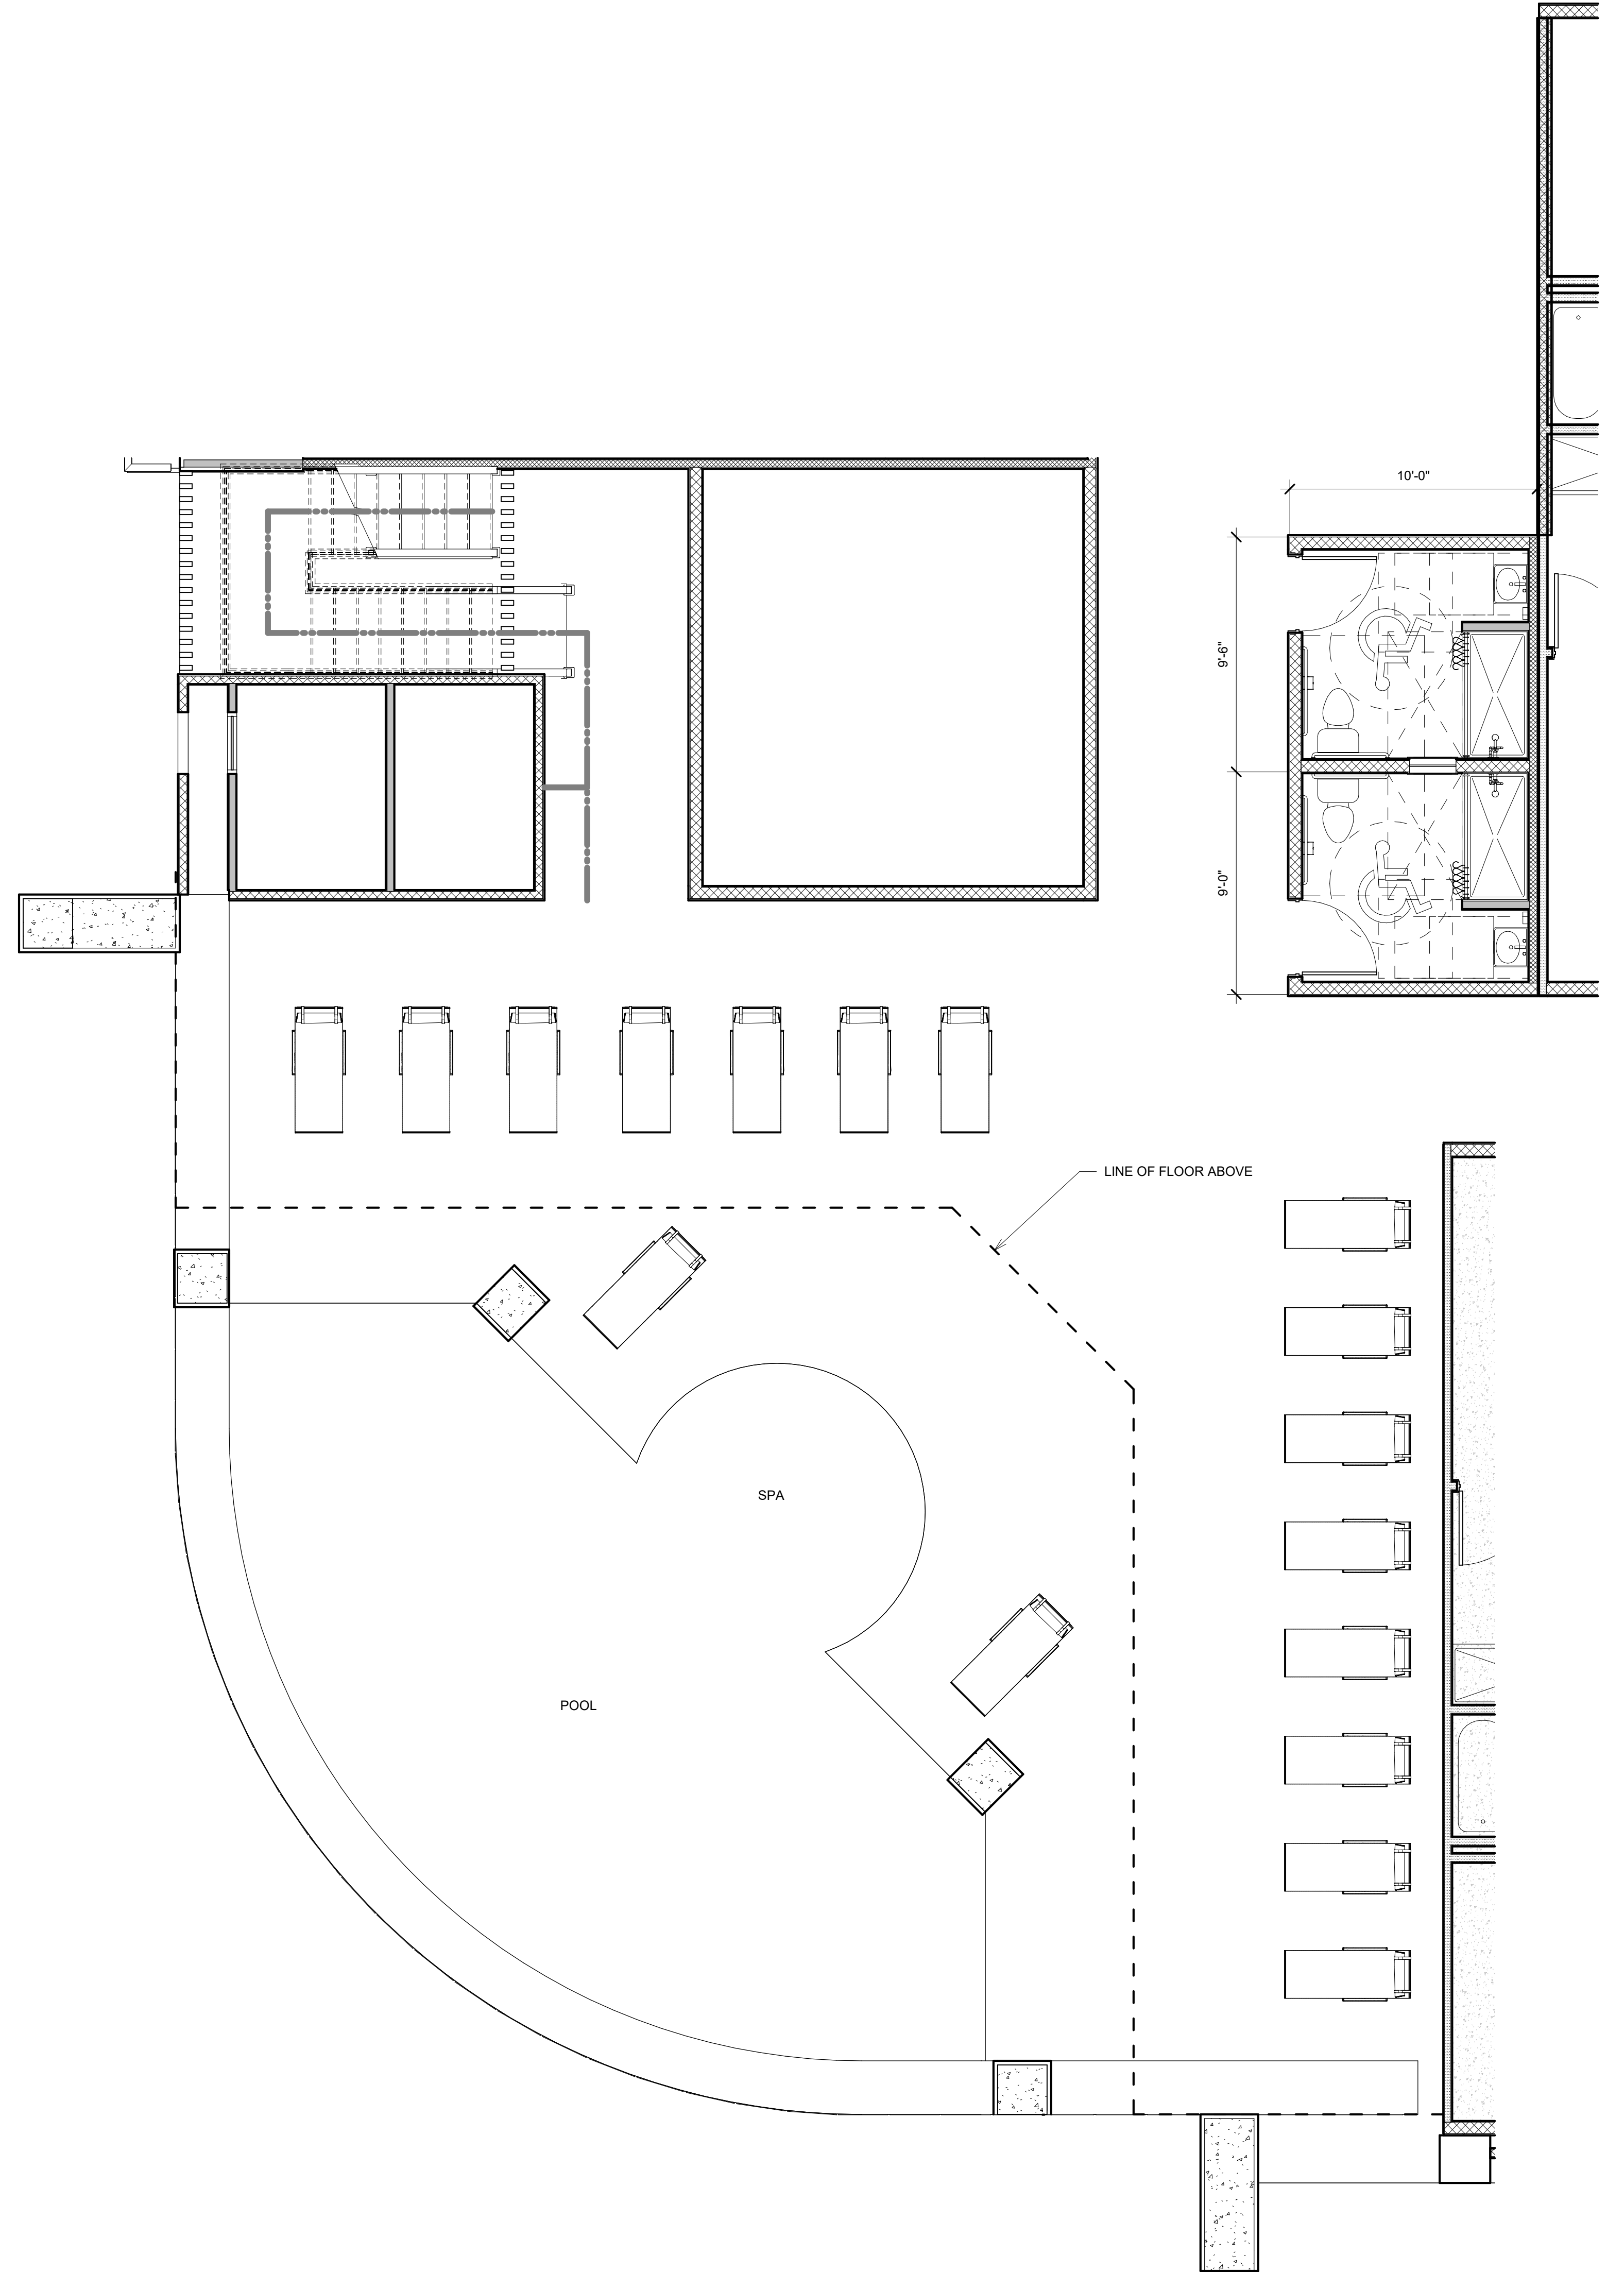 10'-0"
9'-6"
9'-0"
LINE OF FLOOR ABOVE
SPA
POOL